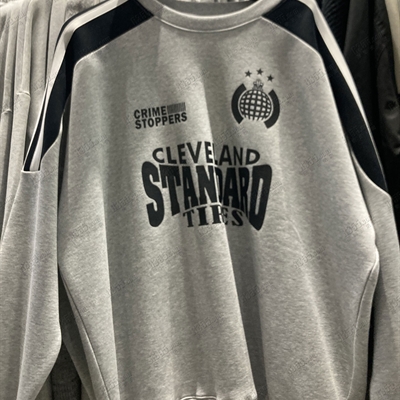 CRIME
STOPPERS
CLEVELAND
STANDARD
TIRES